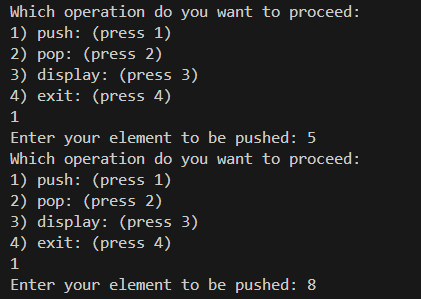 Which operation do you want to proceed:
1) push: (press 1)
2) pop: (press 2)
3) display: (press 3)
4) exit: (press 4)
1
Enter your element to be pushed: 5
Which operation do you want to proceed:
1) push: (press 1)
2) pop: (press 2)
3) display: (press 3)
4) exit: (press 4)
1
Enter your element to be pushed: 8